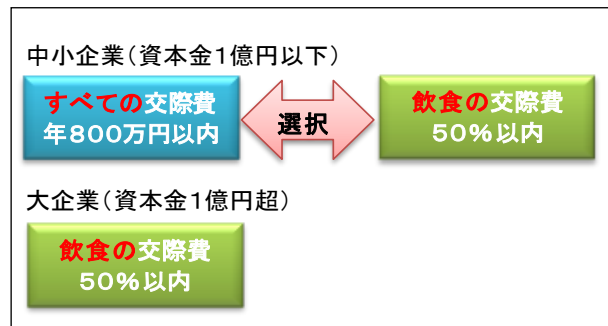 中小企業(資本金1億円以下)
すべての交際費
年800万円以内
選択
飲食の交際費
50%以内
大企業(資本金1億円超)
飲食の交際費
50%以内